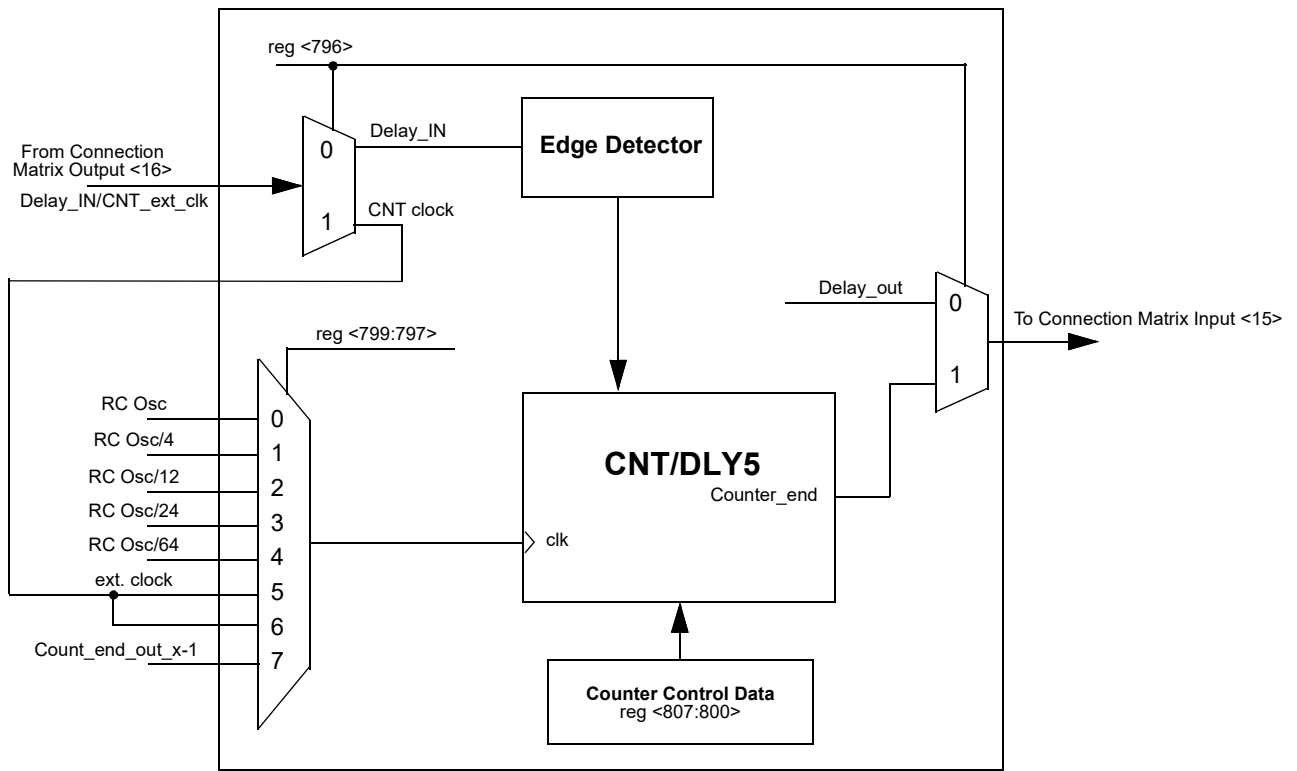 reg <796>
Delay_IN
Edge Detector
0
From Connection
Matrix Output <16>
Delay_IN/CNT_ext_clk
CNT clock
1
Delay_out
0
To Connection Matrix Input <15>
1
reg <799:797>
RC Osc
0
RC Osc/4
1
RC Osc/12
2
RC Osc/24
3
RC Osc/64
4
ext. clock
5
6
Count_end_out_x-1
7
CNT/DLY5
Counter_end
clk
Counter Control Data
reg <807:800>